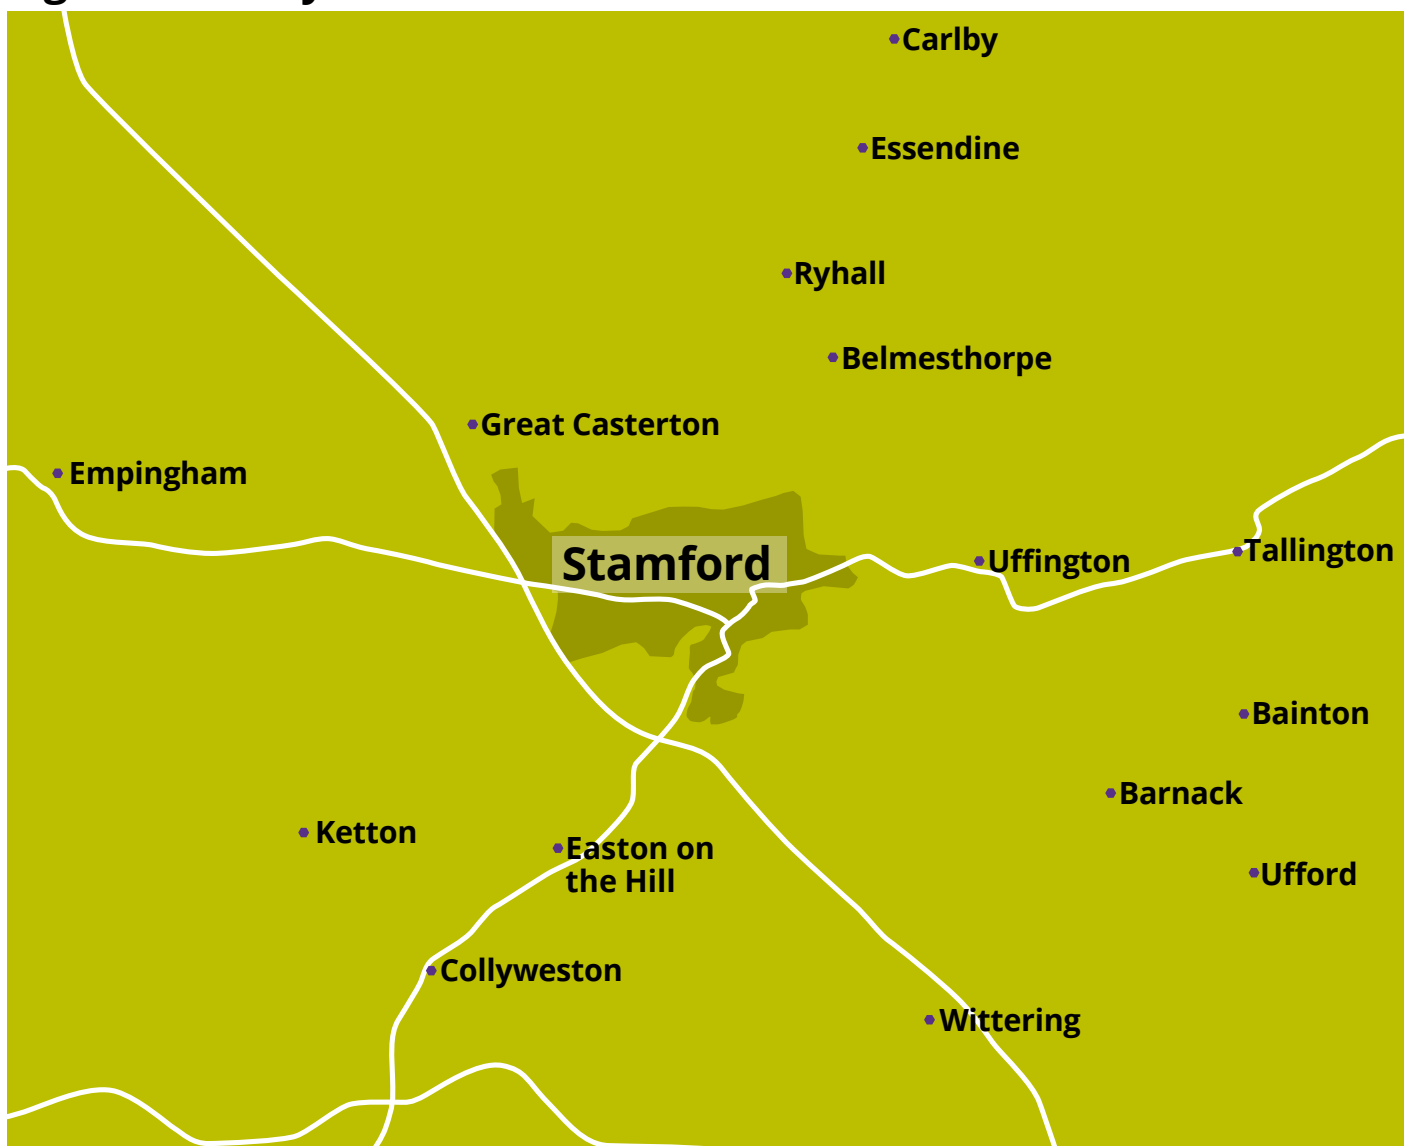 Carlby
Essendine
Ryhall
Belmesthorpe
Great Casterton
Empingham
Stamford
Uffington
Tallington
Bainton
Barnack
Ketton
Easton on
the Hill
Ufford
Collyweston
Wittering